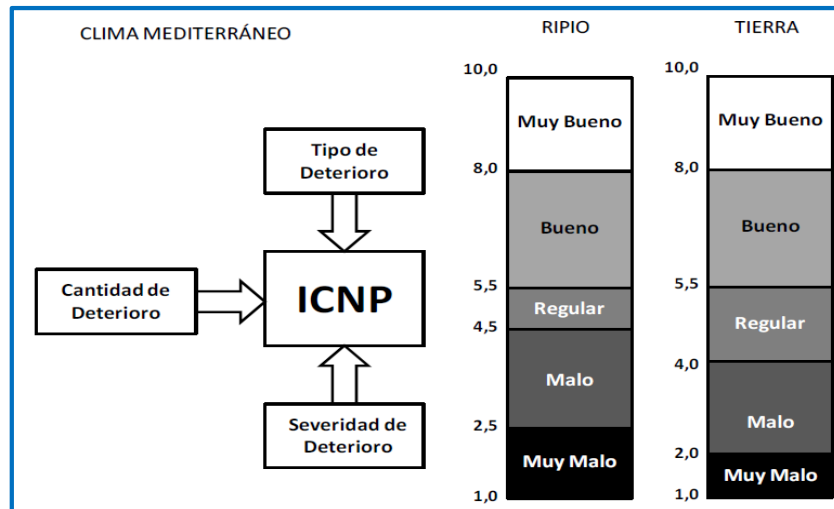 CLIMA MEDITERRÁNEO
Tipo de
Deterioro
Cantidad de
Deterioro
ICNP
Severidad de
Deterioro
RIPIO
10,0
Muy Bueno
8,0
Bueno
5,5
Regular
4,5
Malo
2,5
Muy Malo
1,0
TIERRA
10,0
Muy Bueno
8,0
Bueno
5,5
Regular
4,0
Malo
2,0
Muy Malo
1,0